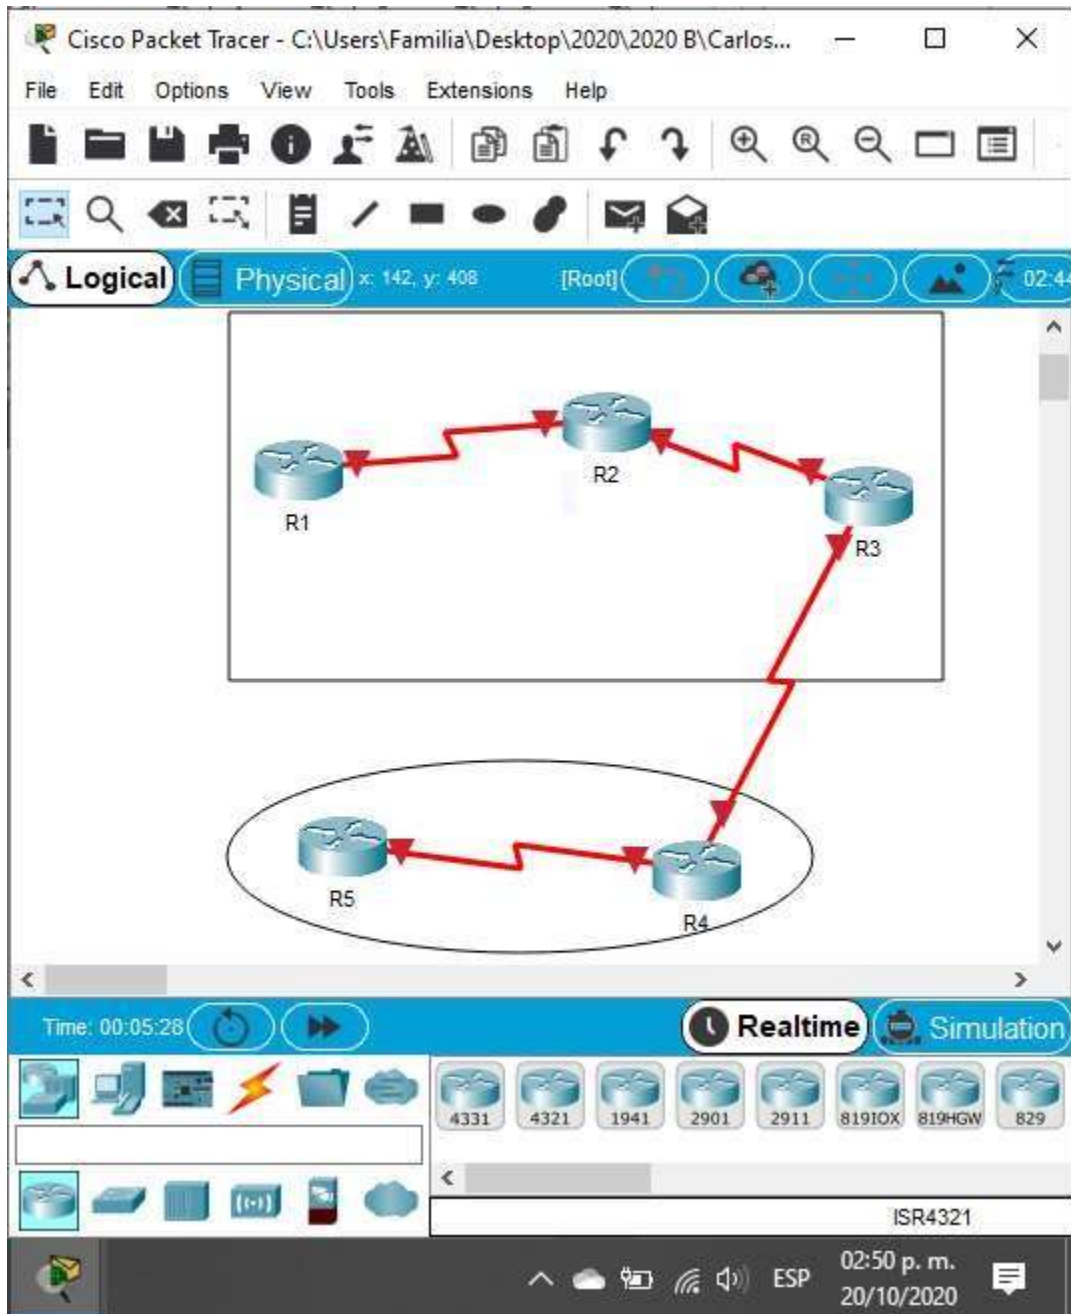 Cisco Packet Tracer - C:\Users\Familia\Desktop\2020\2020 B\Carlos...
File Edit Options View Tools Extensions Help
Logical Physical x: 142, y: 408 [Root] 02:44
R1
R2
R3
R5
R4
Time: 00:05:28 Realtime Simulation
4331 4321 1941 2901 2911 819IOX 819HGW 829
ISR4321
ESP 02:50 p. m.
20/10/2020